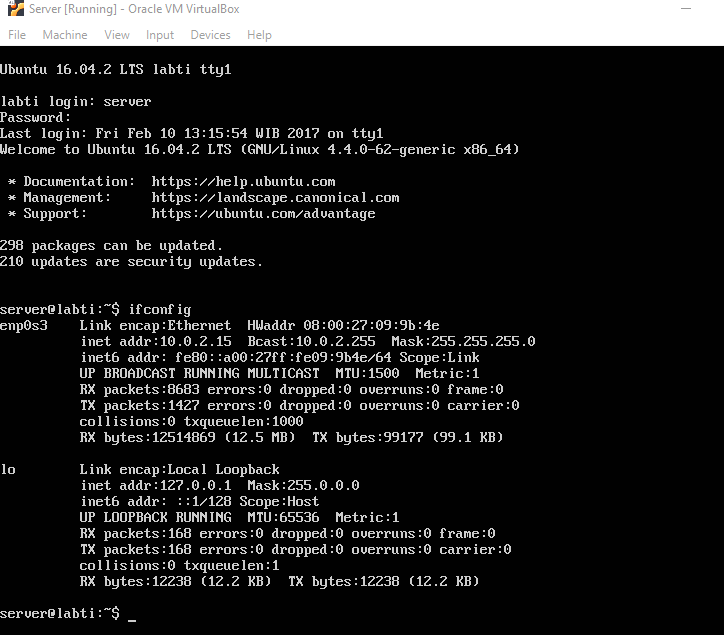 Server [Running] - Oracle VM VirtualBox
File Machine View Input Devices Help
Ubuntu 16.04.2 LTS labti tty1
labti login: server
Password:
Last login: Fri Feb 10 13:15:54 WIB 2017 on tty1
Welcome to Ubuntu 16.04.2 LTS (GNU/Linux 4.4.0-62-generic x86_64)
* Documentation:  https://help.ubuntu.com
* Management:     https://landscape.canonical.com
* Support:        https://ubuntu.com/advantage
298 packages can be updated.
210 updates are security updates.
server@labti:~$ ifconfig
enp0s3    Link encap:Ethernet  HWaddr 08:00:27:09:9b:4e
          inet addr:10.0.2.15  Bcast:10.0.2.255  Mask:255.255.255.0
          inet6 addr: fe80::a00:27ff:fe09:9b4e/64 Scope:Link
          UP BROADCAST RUNNING MULTICAST  MTU:1500  Metric:1
          RX packets:8683 errors:0 dropped:0 overruns:0 frame:0
          TX packets:1427 errors:0 dropped:0 overruns:0 carrier:0
          collisions:0 txqueuelen:1000
          RX bytes:12514869 (12.5 MB)  TX bytes:99177 (99.1 KB)
lo        Link encap:Local Loopback
          inet addr:127.0.0.1  Mask:255.0.0.0
          inet6 addr: ::1/128 Scope:Host
          UP LOOPBACK RUNNING  MTU:65536  Metric:1
          RX packets:168 errors:0 dropped:0 overruns:0 frame:0
          TX packets:168 errors:0 dropped:0 overruns:0 carrier:0
          collisions:0 txqueuelen:1
          RX bytes:12238 (12.2 KB)  TX bytes:12238 (12.2 KB)
server@labti:~$ _